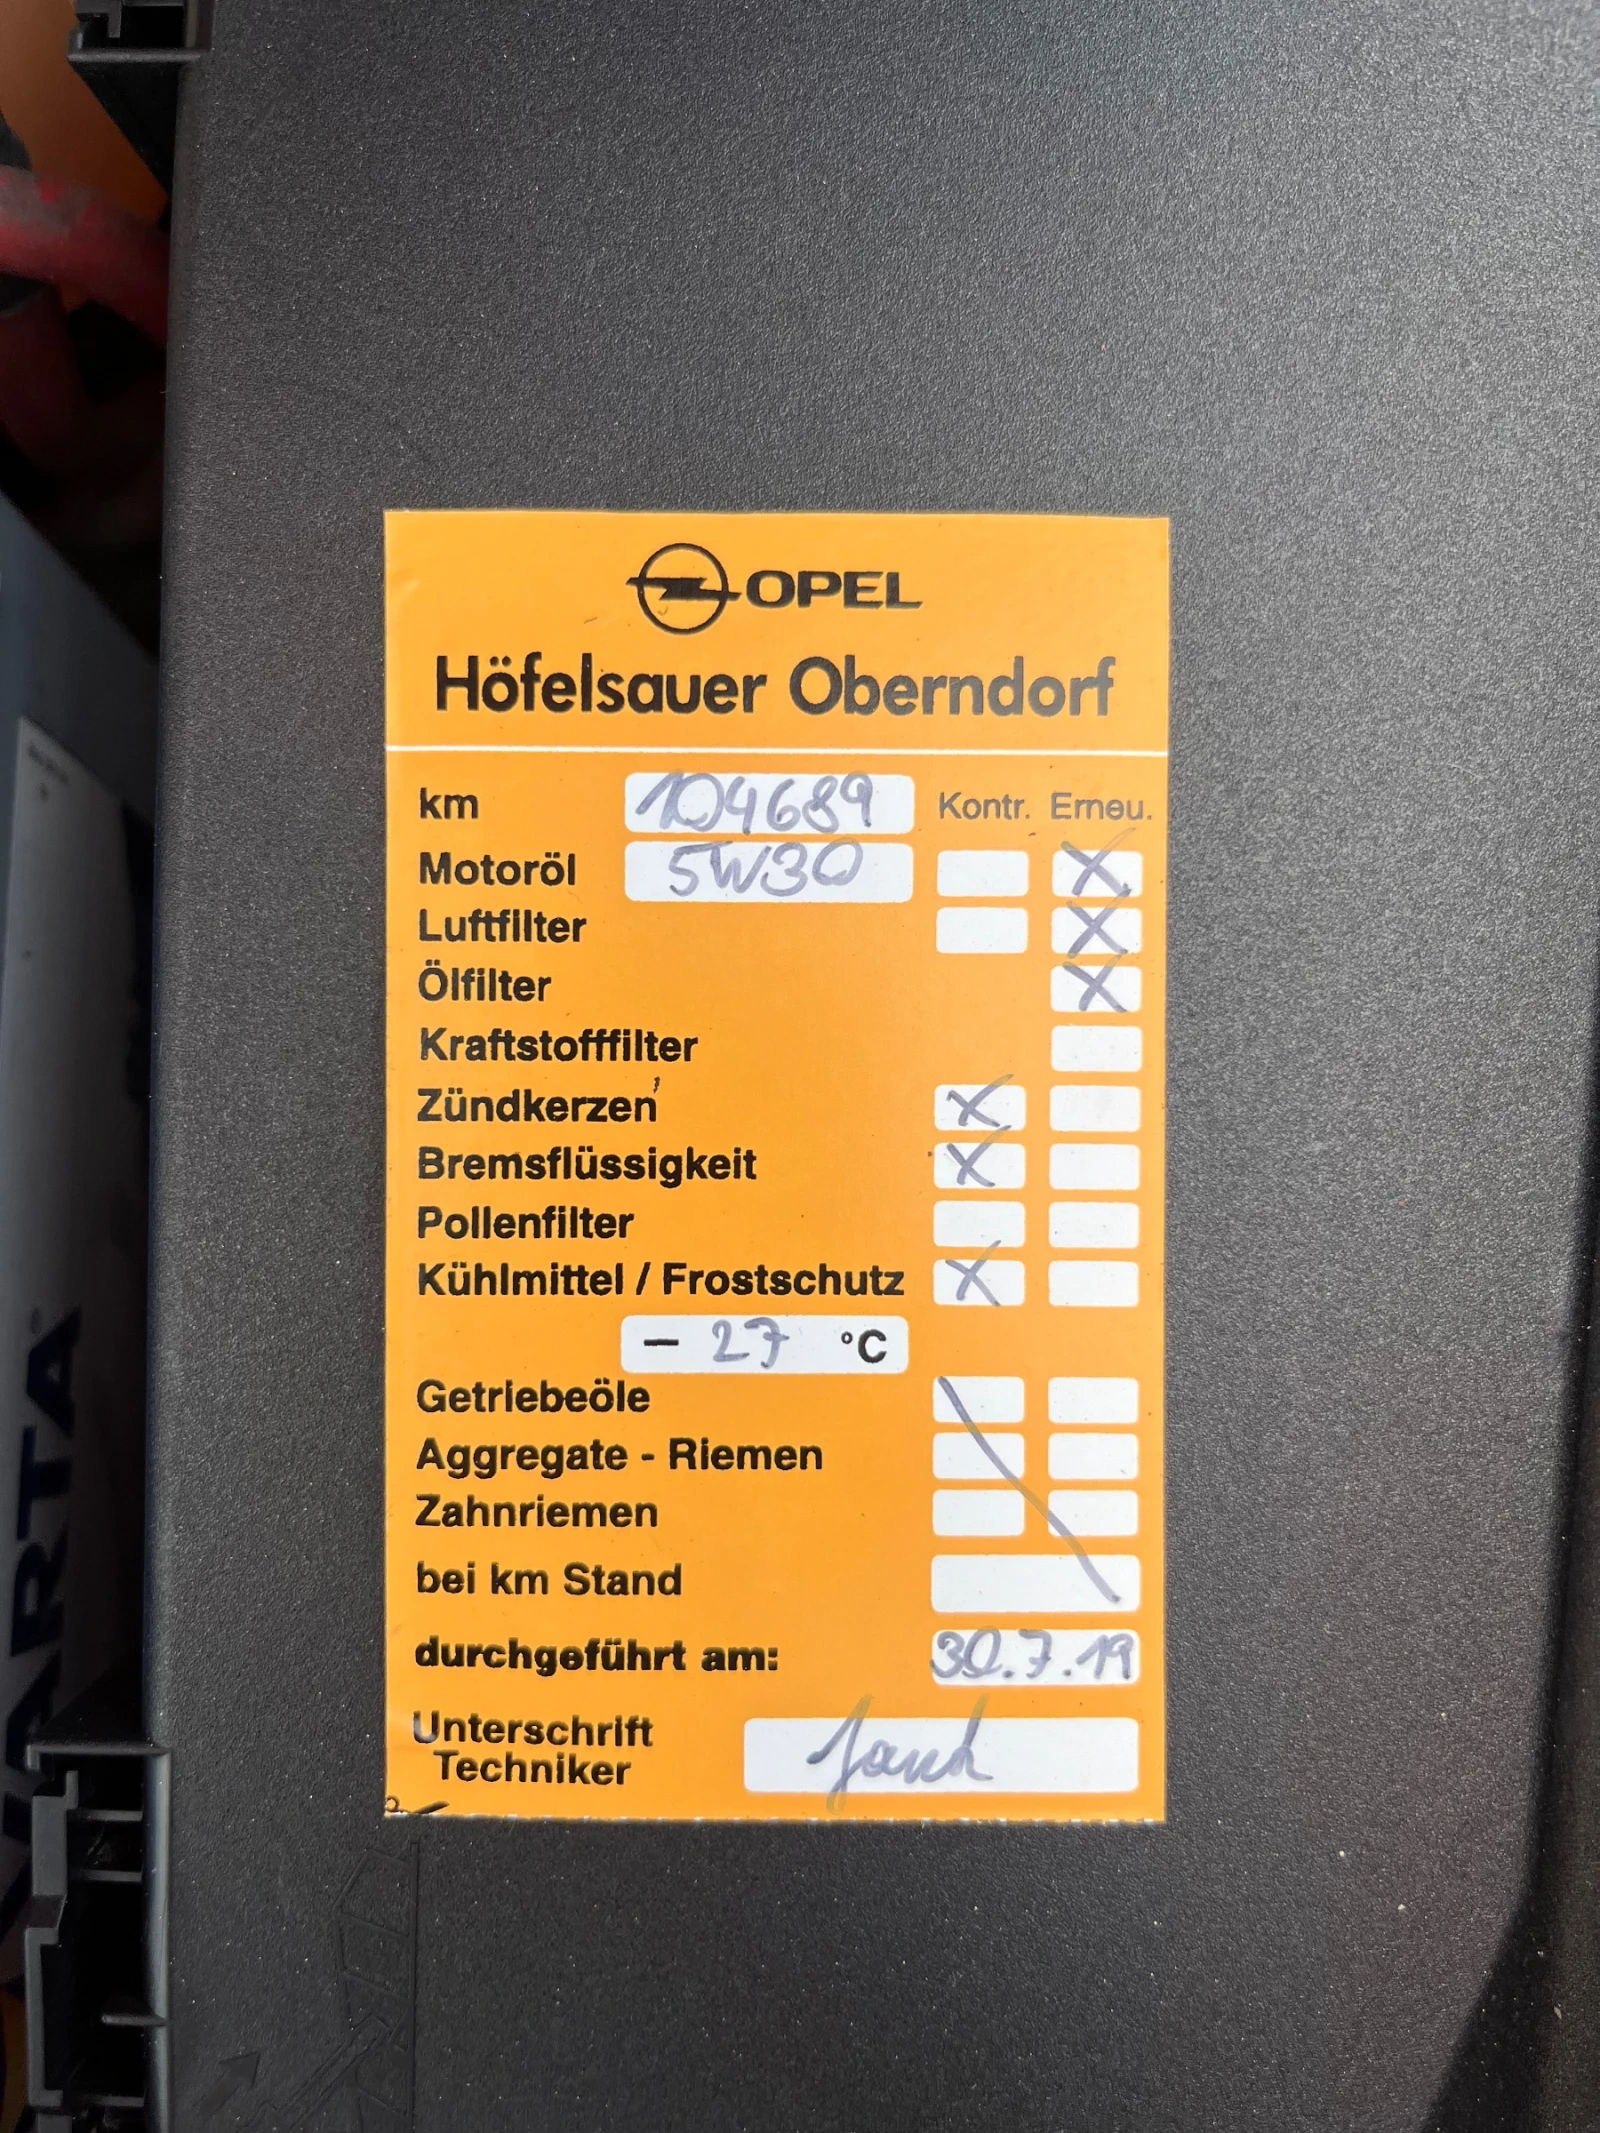 OPEL
Höfelsauer Oberndorf
km 104689 Kontr. Erneu.
Motoröl 5W30 X
Luftfilter X
Ölfilter X
Kraftstofffilter
Zündkerzen X
Bremsflüssigkeit X
Pollenfilter
Kühlmittel / Frostschutz X
- 27 °C
Getriebeöle
Aggregate - Riemen
Zahnriemen
bei km Stand
durchgeführt am: 30.7.19
Unterschrift
Techniker
VARTA